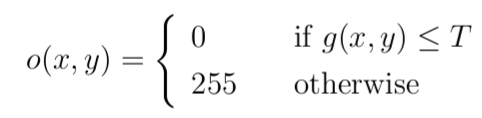 o(x, y) = { 0 if g(x, y) ≤ T
255 otherwise